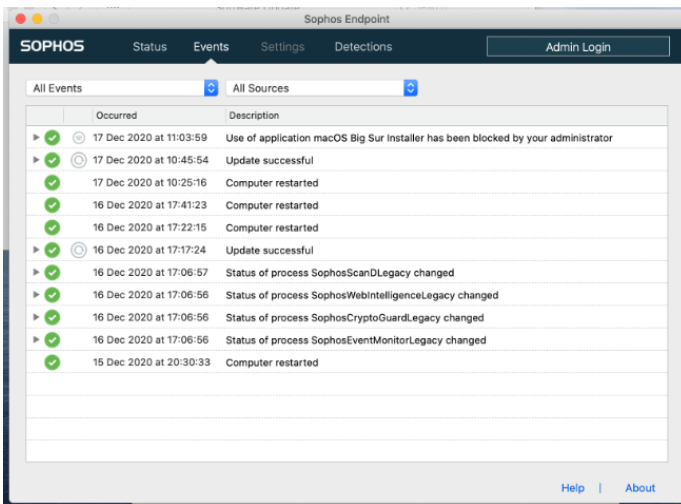 Sophos Endpoint
SOPHOS Status Events Settings Detections Admin Login
All Events All Sources
Occurred Description
17 Dec 2020 at 11:03:59 Use of application macOS Big Sur Installer has been blocked by your administrator
17 Dec 2020 at 10:45:54 Update successful
17 Dec 2020 at 10:25:16 Computer restarted
16 Dec 2020 at 17:41:23 Computer restarted
16 Dec 2020 at 17:22:15 Computer restarted
16 Dec 2020 at 17:17:24 Update successful
16 Dec 2020 at 17:06:57 Status of process SophosScanDLegacy changed
16 Dec 2020 at 17:06:56 Status of process SophosWebIntelligenceLegacy changed
16 Dec 2020 at 17:06:56 Status of process SophosCryptoGuardLegacy changed
16 Dec 2020 at 17:06:56 Status of process SophosEventMonitorLegacy changed
15 Dec 2020 at 20:30:33 Computer restarted
Help | About